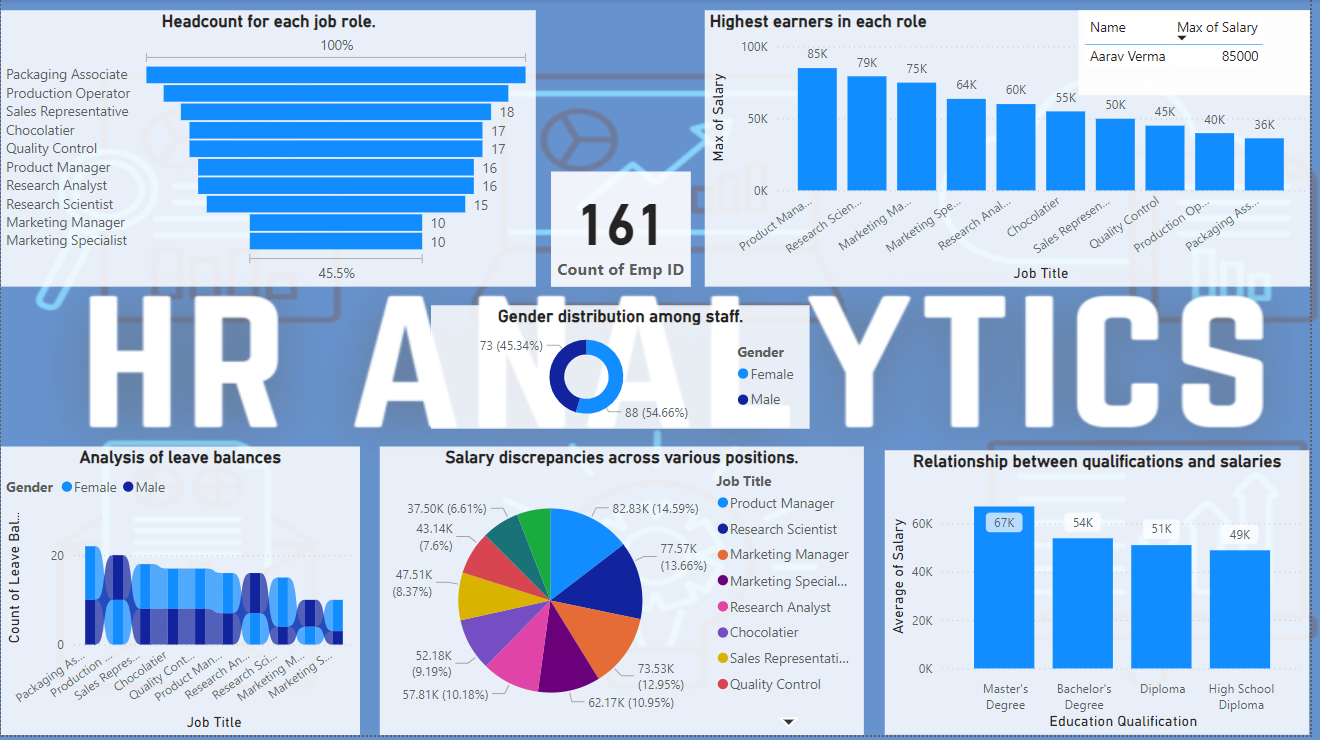 Headcount for each job role.
100%
Packaging Associate
Production Operator
Sales Representative 18
Chocolatier 17
Quality Control 17
Product Manager 16
Research Analyst 16
Research Scientist 15
Marketing Manager 10
Marketing Specialist 10
45.5%
161
Count of Emp ID
Highest earners in each role
Name Max of Salary
Aarav Verma 85000
Max of Salary
100K
50K
0K
85K 79K 75K 64K 60K 55K 50K 45K 40K 36K
Product Mana... Research Scien... Marketing Ma... Marketing Spe... Research Anal... Chocolatier Sales Represen... Quality Control Production Op... Packaging Ass...
Job Title
HR ANALYTICS
Gender distribution among staff.
73 (45.34%)
88 (54.66%)
Gender
Female
Male
Analysis of leave balances
Gender Female Male
Count of Leave Bal...
20
0
Packaging As... Production ... Sales Repres... Chocolatier Quality Cont... Product Man... Research An... Research Sci... Marketing M... Marketing S...
Job Title
Salary discrepancies across various positions.
82.83K (14.59%)
77.57K
(13.66%)
73.53K
(12.95%)
62.17K (10.95%)
57.81K (10.18%)
52.18K
(9.19%)
47.51K
(8.37%)
43.14K
(7.6%)
37.50K (6.61%)
Job Title
Product Manager
Research Scientist
Marketing Manager
Marketing Special...
Research Analyst
Chocolatier
Sales Representati...
Quality Control
Relationship between qualifications and salaries
Average of Salary
60K
40K
20K
0K
67K 54K 51K 49K
Master's
Degree
Bachelor's
Degree
Diploma
High School
Diploma
Education Qualification